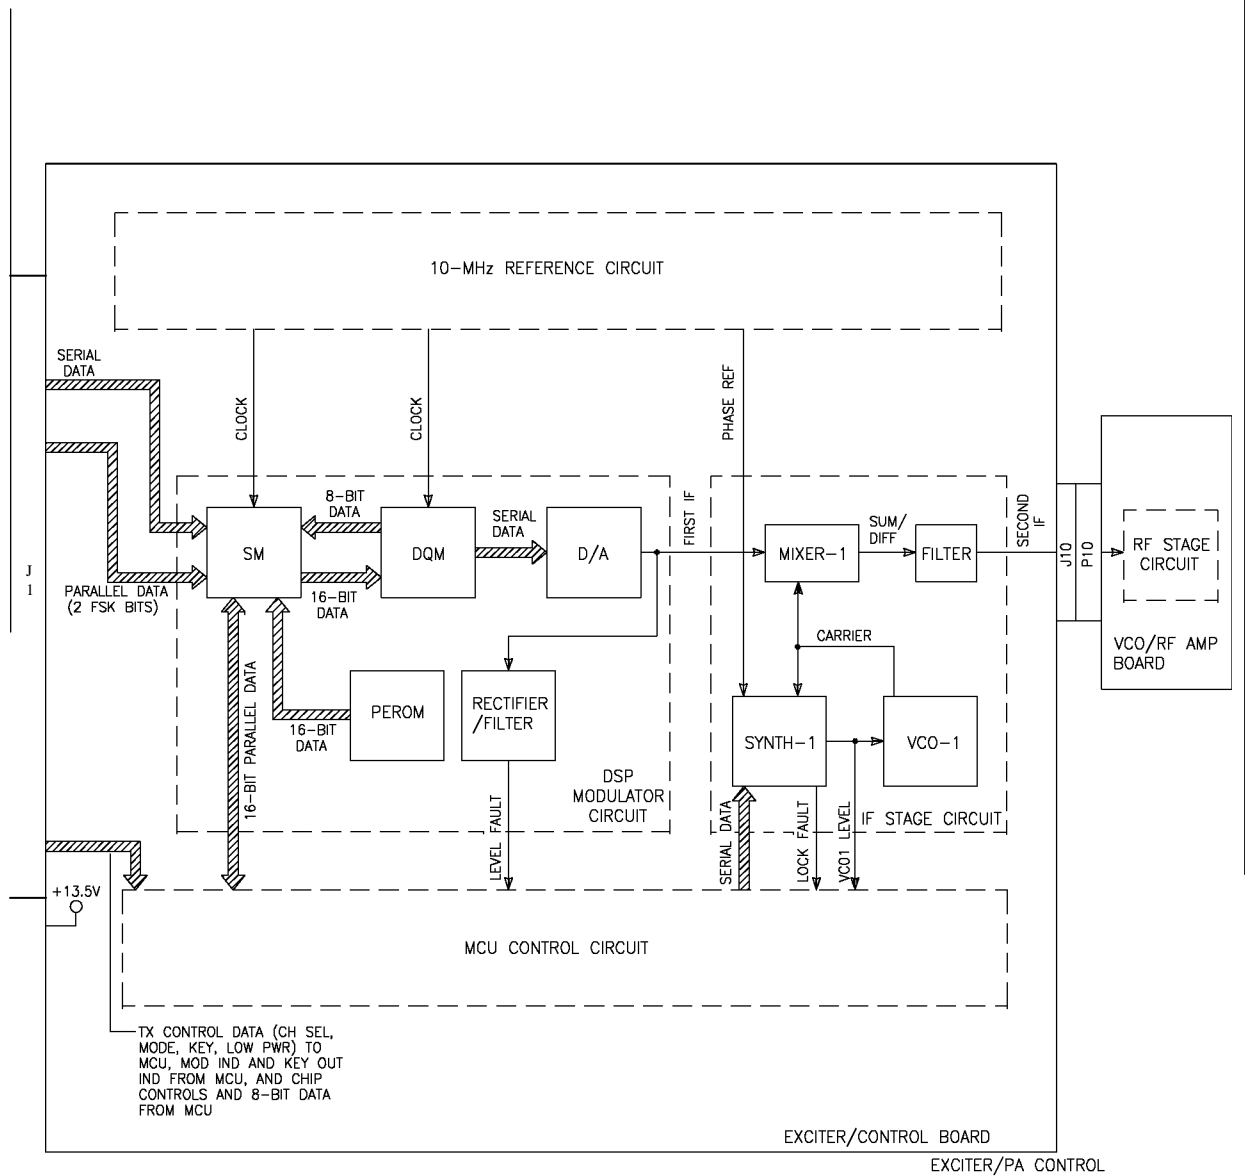 10-MHz REFERENCE CIRCUIT
SERIAL
DATA
CLOCK
CLOCK
PHASE REF
J
1
PARALLEL DATA
(2 FSK BITS)
SM
8-BIT
DATA
16-BIT
DATA
DQM
SERIAL
DATA
D/A
FIRST IF
MIXER-1
SUM/
DIFF
FILTER
SECOND
IF
J10
P10
RF STAGE
CIRCUIT
VCO/RF AMP
BOARD
CARRIER
16-BIT PARALLEL DATA
16-BIT
DATA
PEROM
RECTIFIER
/FILTER
SYNTH-1
VCO-1
DSP
MODULATOR
CIRCUIT
IF STAGE CIRCUIT
LEVEL FAULT
SERIAL DATA
LOCK FAULT
VCO1 LEVEL
+13.5V
MCU CONTROL CIRCUIT
TX CONTROL DATA (CH SEL,
MODE, KEY, LOW PWR) TO
MCU, MOD IND AND KEY OUT
IND FROM MCU, AND CHIP
CONTROLS AND 8-BIT DATA
FROM MCU
EXCITER/CONTROL BOARD
EXCITER/PA CONTROL